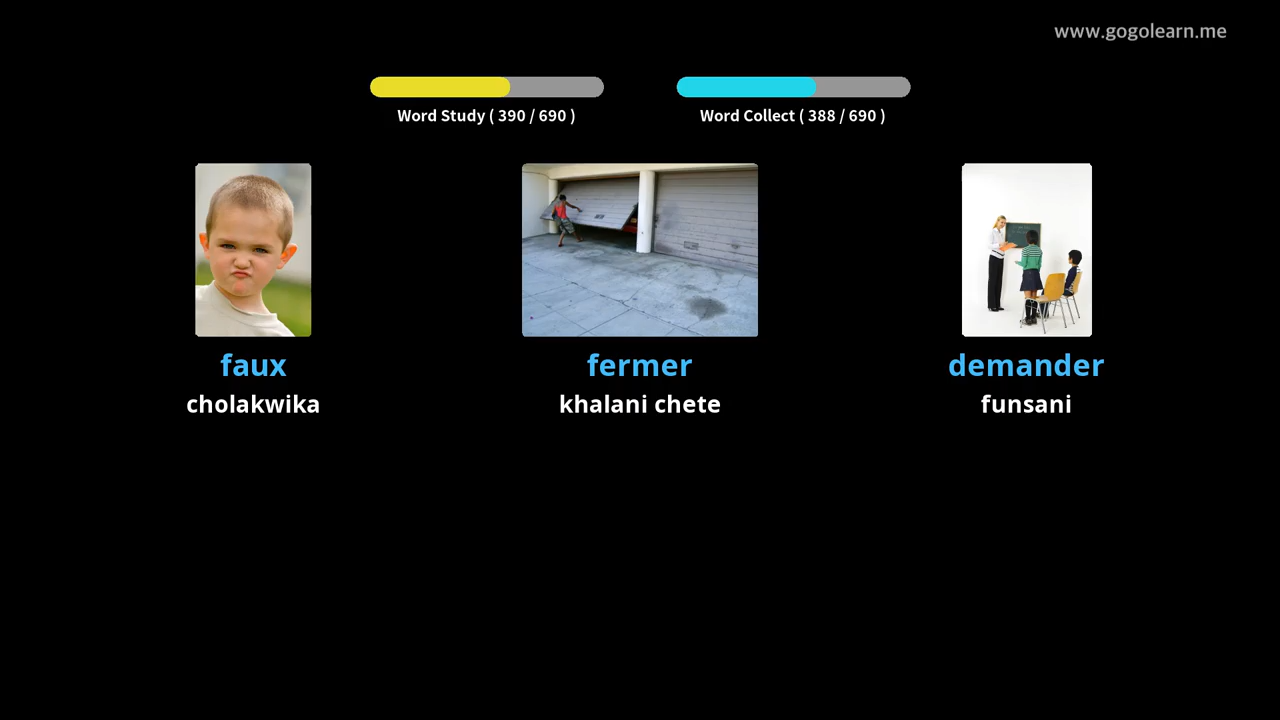 www.gogolearn.me
Word Study ( 390 / 690 )
Word Collect ( 388 / 690 )
faux
cholakwika
fermer
khalani chete
demander
funsani